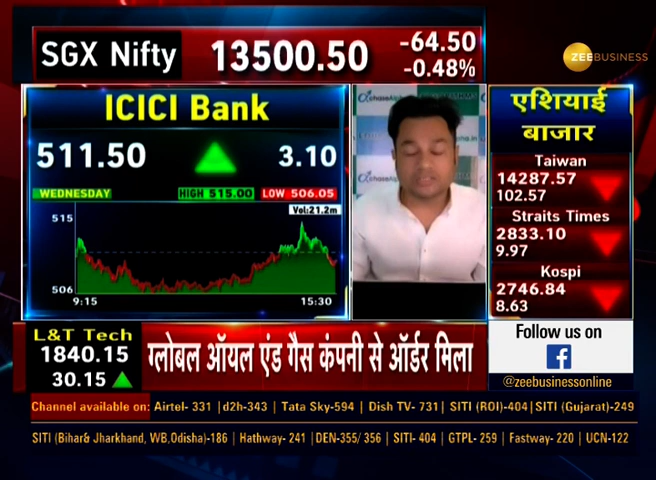 SGX Nifty 13500.50 -64.50
-0.48%
ZEEBUSINESS
ICICI Bank
511.50 3.10
WEDNESDAY HIGH 515.00 LOW 506.05
Vol:21.2m
515
506
9:15 15:30
एशियाई
बाजार
Taiwan
14287.57
102.57
Straits Times
2833.10
9.97
Kospi
2746.84
8.63
L&T Tech
1840.15
30.15
ग्लोबल ऑयल एंड गैस कंपनी से ऑर्डर मिला
Follow us on
@zeebusinessonline
Channel available on: Airtel- 331 | d2h-343 | Tata Sky-594 | Dish TV- 731 | SITI (ROI)-404 | SITI (Gujarat)-249
SITI (Bihar& Jharkhand, WB,Odisha)-186 | Hathway- 241 | DEN-355/ 356 | SITI- 404 | GTPL- 259 | Fastway- 220 | UCN-122